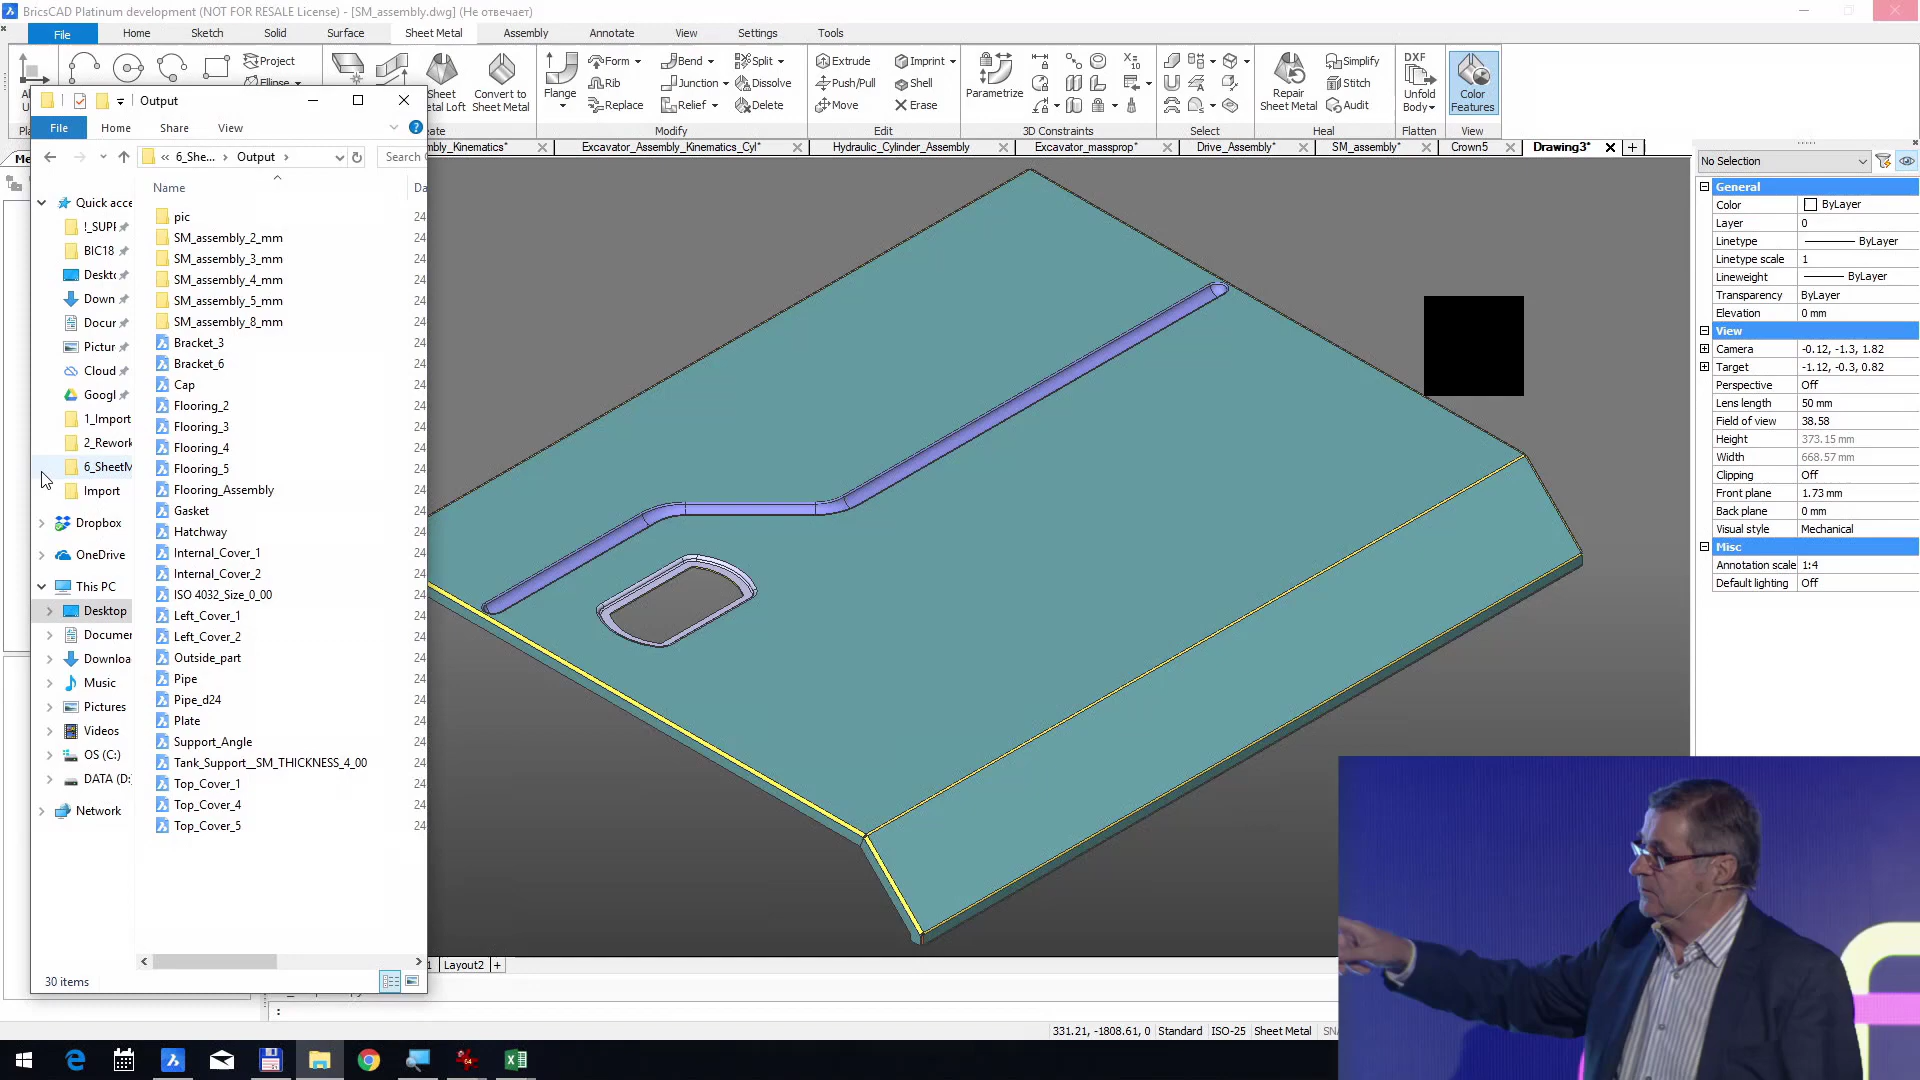 BricsCAD Platinum development (NOT FOR RESALE License) - [SM_assembly.dwg] (Не отвечает)
File Home Sketch Solid Surface Sheet Metal Assembly Annotate View Settings Tools
Project
Ellipse
Convert to Sheet Metal
Flange
Form
Rib
Replace
Bend
Junction
Relief
Split
Dissolve
Delete
Modify
Extrude
Push/Pull
Move
Imprint
Shell
Erase
Edit
Parametrize
3D Constraints
Select
Repair Sheet Metal
Simplify
Stitch
Audit
Heal
DXF
Unfold Body
Flatten
Color Features
View
Excavator_Assembly_Kinematics_Cyl*
Hydraulic_Cylinder_Assembly
Excavator_massprop*
Drive_Assembly*
SM_assembly*
Crown5
Drawing3*
Output
File Home Share View
6_She... Output
Search
Name
Quick acce
BIC18
Deskt
Down
Docur
Pictur
Cloud
Googl
1_Import
2_Rework
6_SheetM
Import
Dropbox
OneDrive
This PC
Desktop
Documer
Downloa
Music
Pictures
Videos
OS (C:)
DATA (D:
Network
pic
SM_assembly_2_mm
SM_assembly_3_mm
SM_assembly_4_mm
SM_assembly_5_mm
SM_assembly_8_mm
Bracket_3
Bracket_6
Cap
Flooring_2
Flooring_3
Flooring_4
Flooring_5
Flooring_Assembly
Gasket
Hatchway
Internal_Cover_1
Internal_Cover_2
ISO 4032_Size_0_00
Left_Cover_1
Left_Cover_2
Outside_part
Pipe
Pipe_d24
Plate
Support_Angle
Tank_Support__SM_THICKNESS_4_00
Top_Cover_1
Top_Cover_4
Top_Cover_5
30 items
Layout2
No Selection
General
Color ByLayer
Layer 0
Linetype ByLayer
Linetype scale 1
Lineweight ByLayer
Transparency ByLayer
Elevation 0 mm
View
Camera -0.12, -1.3, 1.82
Target -1.12, -0.3, 0.82
Perspective Off
Lens length 50 mm
Field of view 38.58
Height 373.15 mm
Width 668.57 mm
Clipping Off
Front plane 1.73 mm
Back plane 0 mm
Visual style Mechanical
Misc
Annotation scale 1:4
Default lighting Off
:
331.21, -1808.61, 0 Standard ISO-25 Sheet Metal